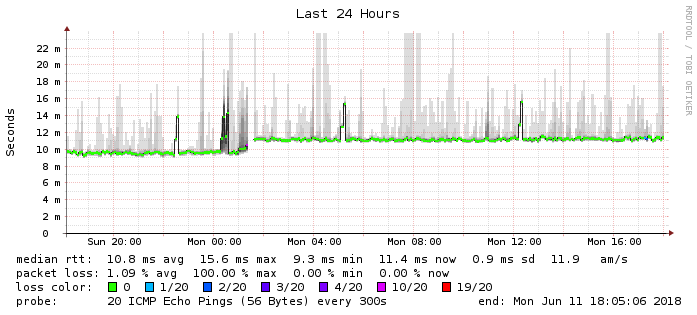 Last 24 Hours
RRDTOOL / TOBI OETIKER
Seconds
22 m
20 m
18 m
16 m
14 m
12 m
10 m
8 m
6 m
4 m
2 m
0
Sun 20:00 Mon 00:00 Mon 04:00 Mon 08:00 Mon 12:00 Mon 16:00
median rtt: 10.8 ms avg 15.6 ms max 9.3 ms min 11.4 ms now 0.9 ms sd 11.9 am/s
packet loss: 1.09 % avg 100.00 % max 0.00 % min 0.00 % now
loss color: 0 1/20 2/20 3/20 4/20 10/20 19/20
probe: 20 ICMP Echo Pings (56 Bytes) every 300s end: Mon Jun 11 18:05:06 2018